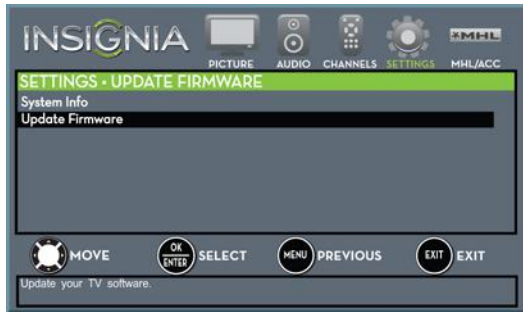 INSIGNIA
PICTURE AUDIO CHANNELS SETTINGS MHL/ACC
MHL
SETTINGS • UPDATE FIRMWARE
System Info
Update Firmware
MOVE OK ENTER SELECT MENU PREVIOUS EXIT EXIT
Update your TV software.